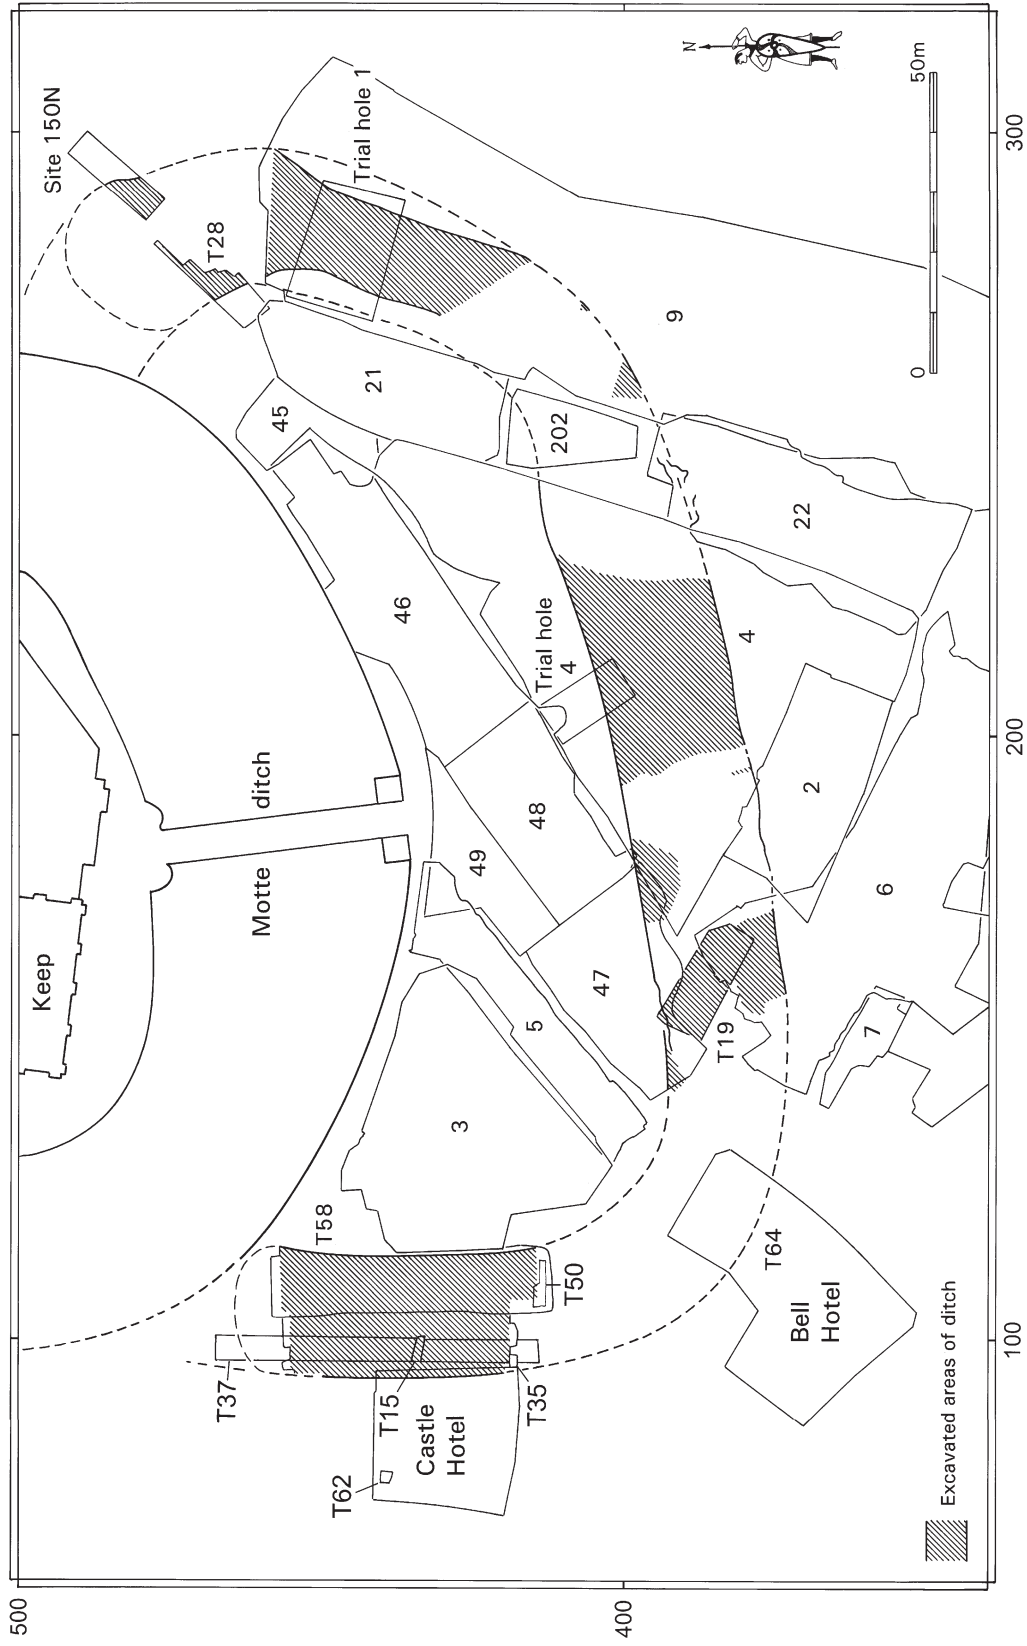 500
400
Site 150N
T28
Trial hole 1
N
50m
0
300
200
100
9
21
45
202
22
46
Trial hole
4
4
2
48
49
47
5
3
6
7
T19
Motte
ditch
Keep
T58
T50
T64
Bell
Hotel
T37
T15
T35
Castle
Hotel
T62
Excavated areas of ditch